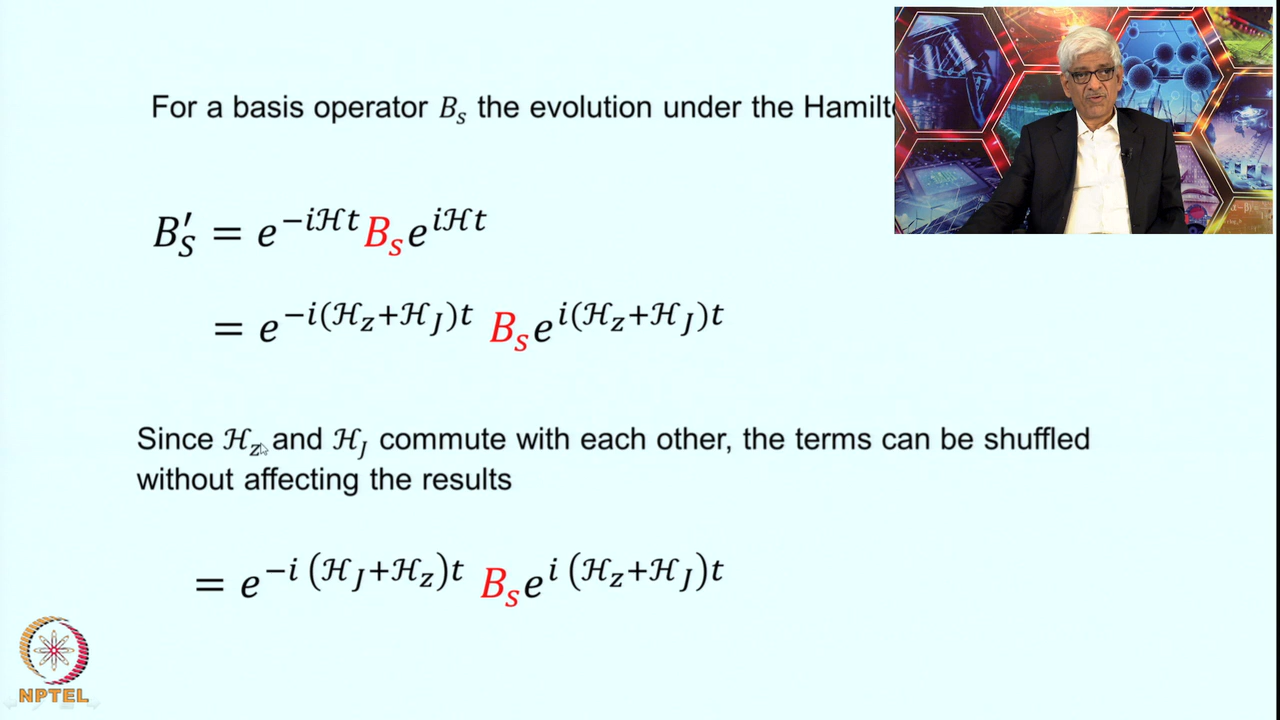 For a basis operator B_s the evolution under the Hamilt
B'_S = e^{-iℋt} B_s e^{iℋt}
= e^{-i(ℋ_z+ℋ_J)t} B_s e^{i(ℋ_z+ℋ_J)t}
Since ℋ_z and ℋ_J commute with each other, the terms can be shuffled
without affecting the results
= e^{-i (ℋ_J+ℋ_z)t} B_s e^{i (ℋ_z+ℋ_J)t}
NPTEL